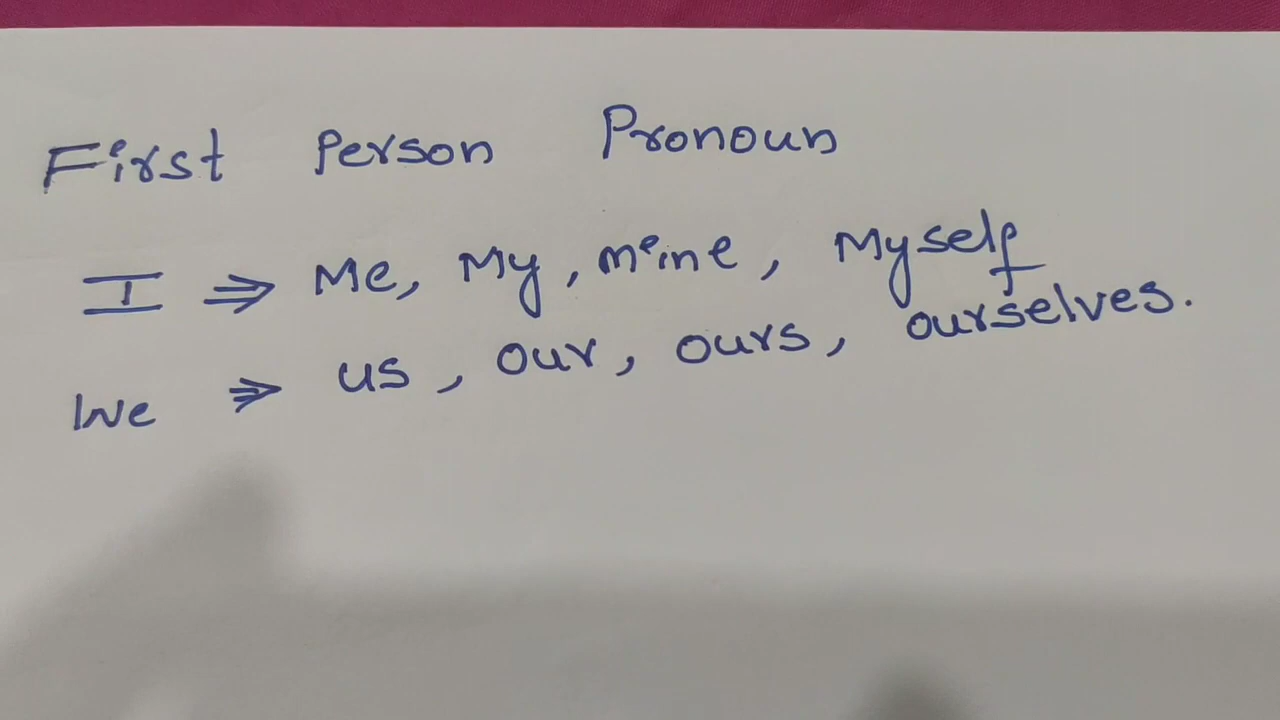 First Person Pronoun
I ⇒ Me, My, mine, Myself
We ⇒ us, our, ours, ourselves.